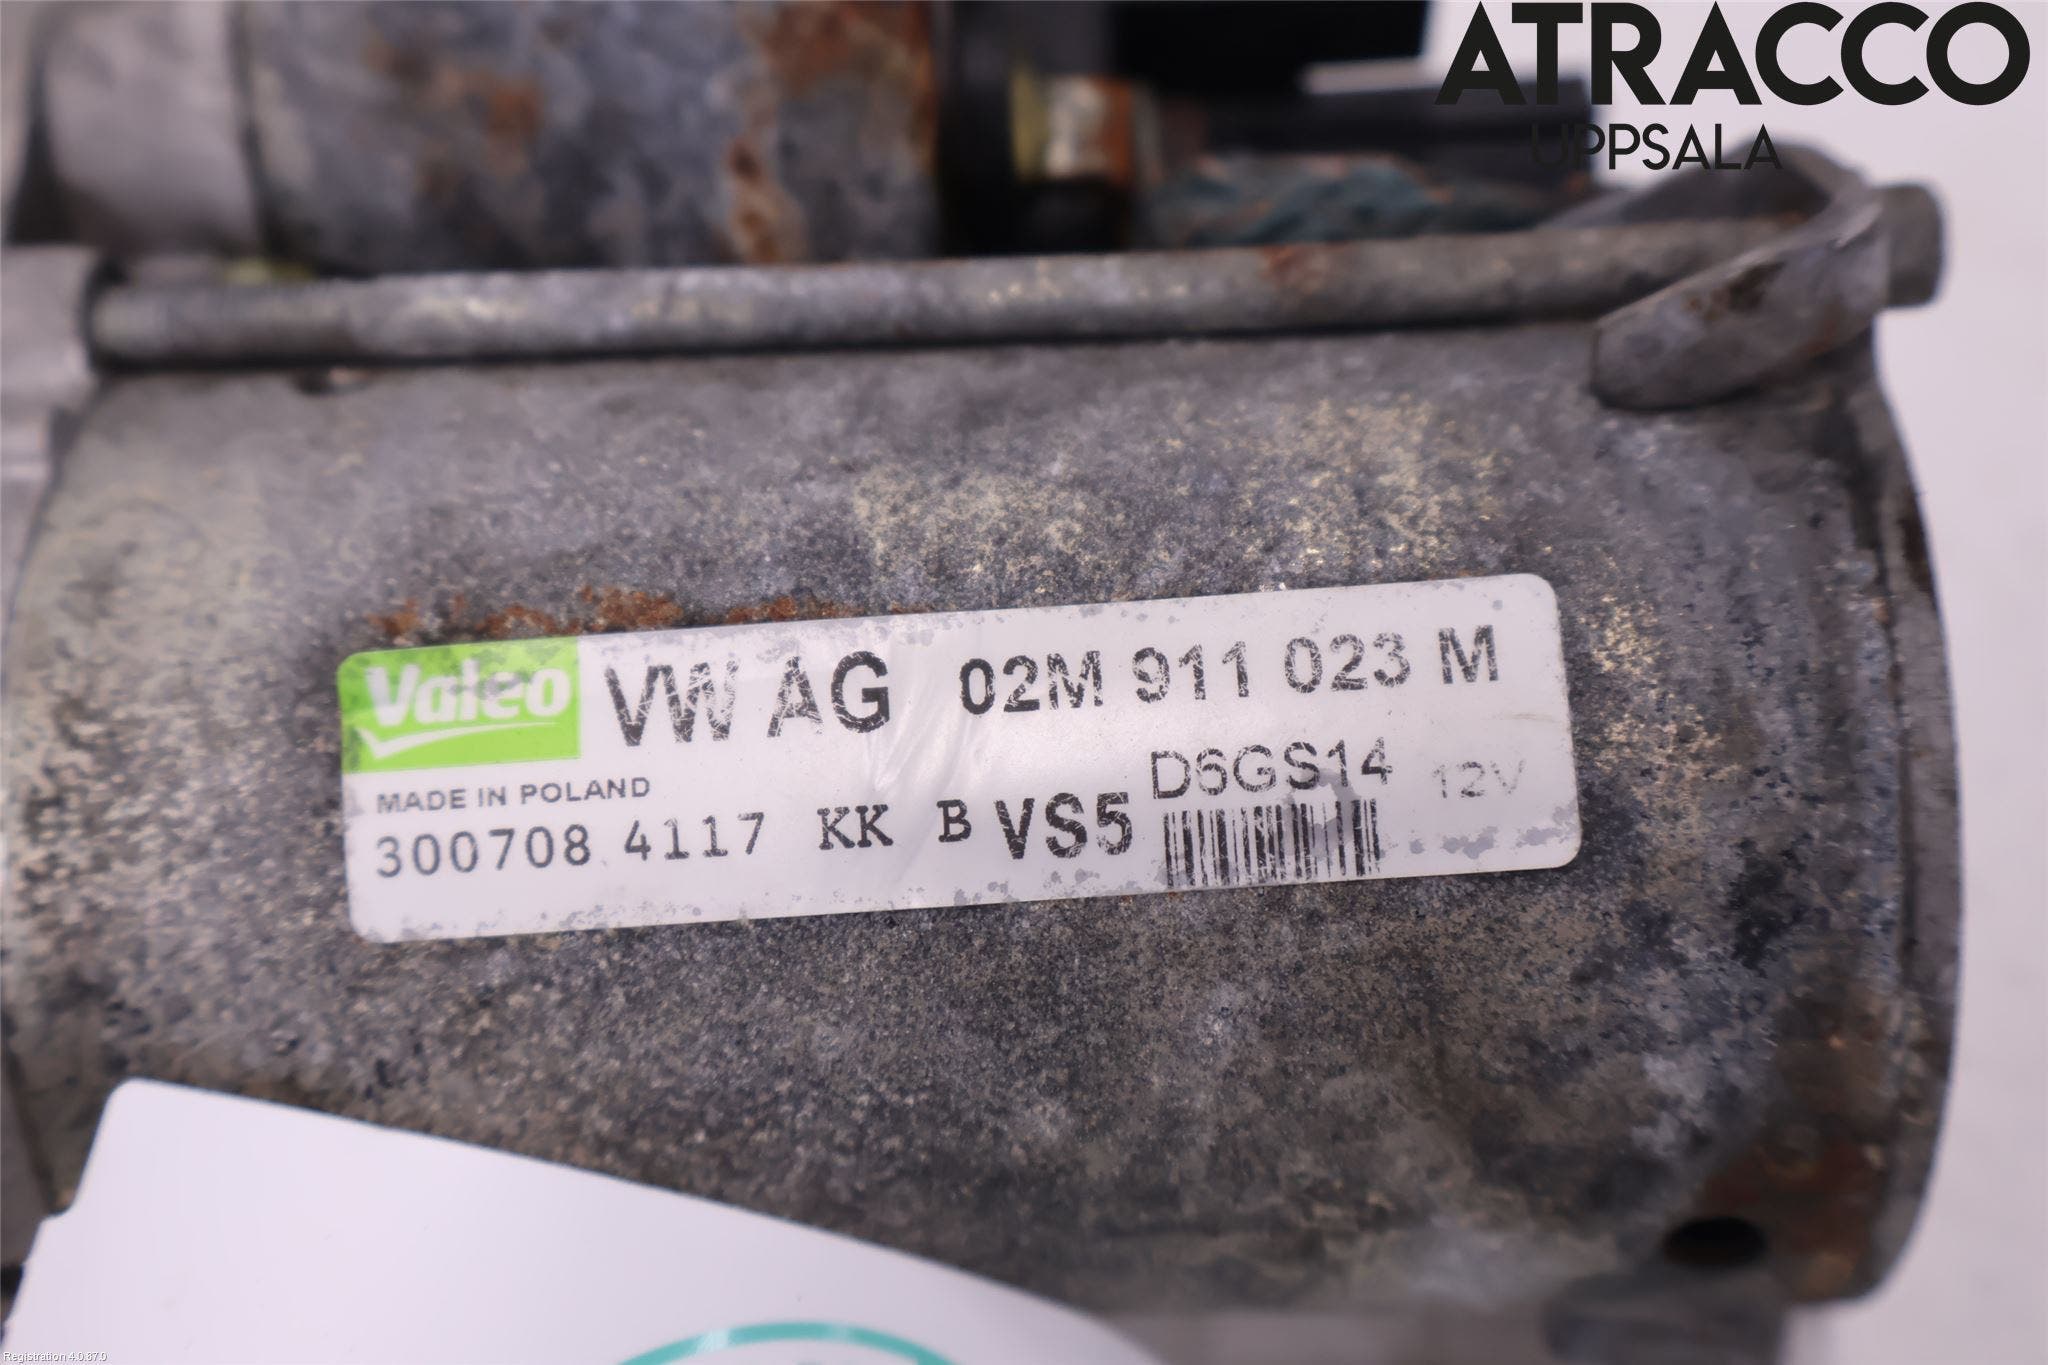 ATRACCO
UPPSALA
Valeo VW AG 02M 911 023 M
MADE IN POLAND D6GS14 12V
300708 4117 KK B VS5
Registration 4.0.87.0